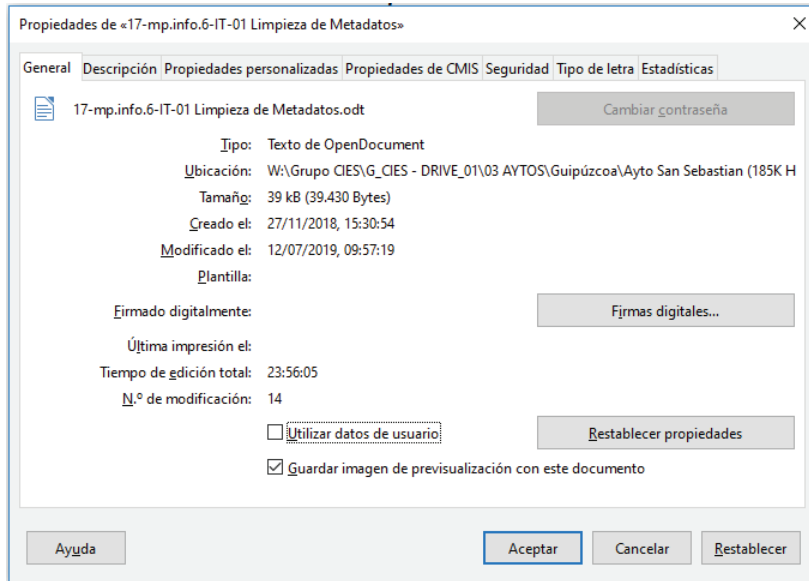 Propiedades de «17-mp.info.6-IT-01 Limpieza de Metadatos»
General Descripción Propiedades personalizadas Propiedades de CMIS Seguridad Tipo de letra Estadísticas
17-mp.info.6-IT-01 Limpieza de Metadatos.odt Cambiar contraseña
Tipo: Texto de OpenDocument
Ubicación: W:\Grupo CIES\G_CIES - DRIVE_01\03 AYTOS\Guipúzcoa\Ayto San Sebastian (185K H
Tamaño: 39 kB (39.430 Bytes)
Creado el: 27/11/2018, 15:30:54
Modificado el: 12/07/2019, 09:57:19
Plantilla:
Firmado digitalmente: Firmas digitales...
Última impresión el:
Tiempo de edición total: 23:56:05
N.º de modificación: 14
Utilizar datos de usuario Restablecer propiedades
Guardar imagen de previsualización con este documento
Ayuda Aceptar Cancelar Restablecer